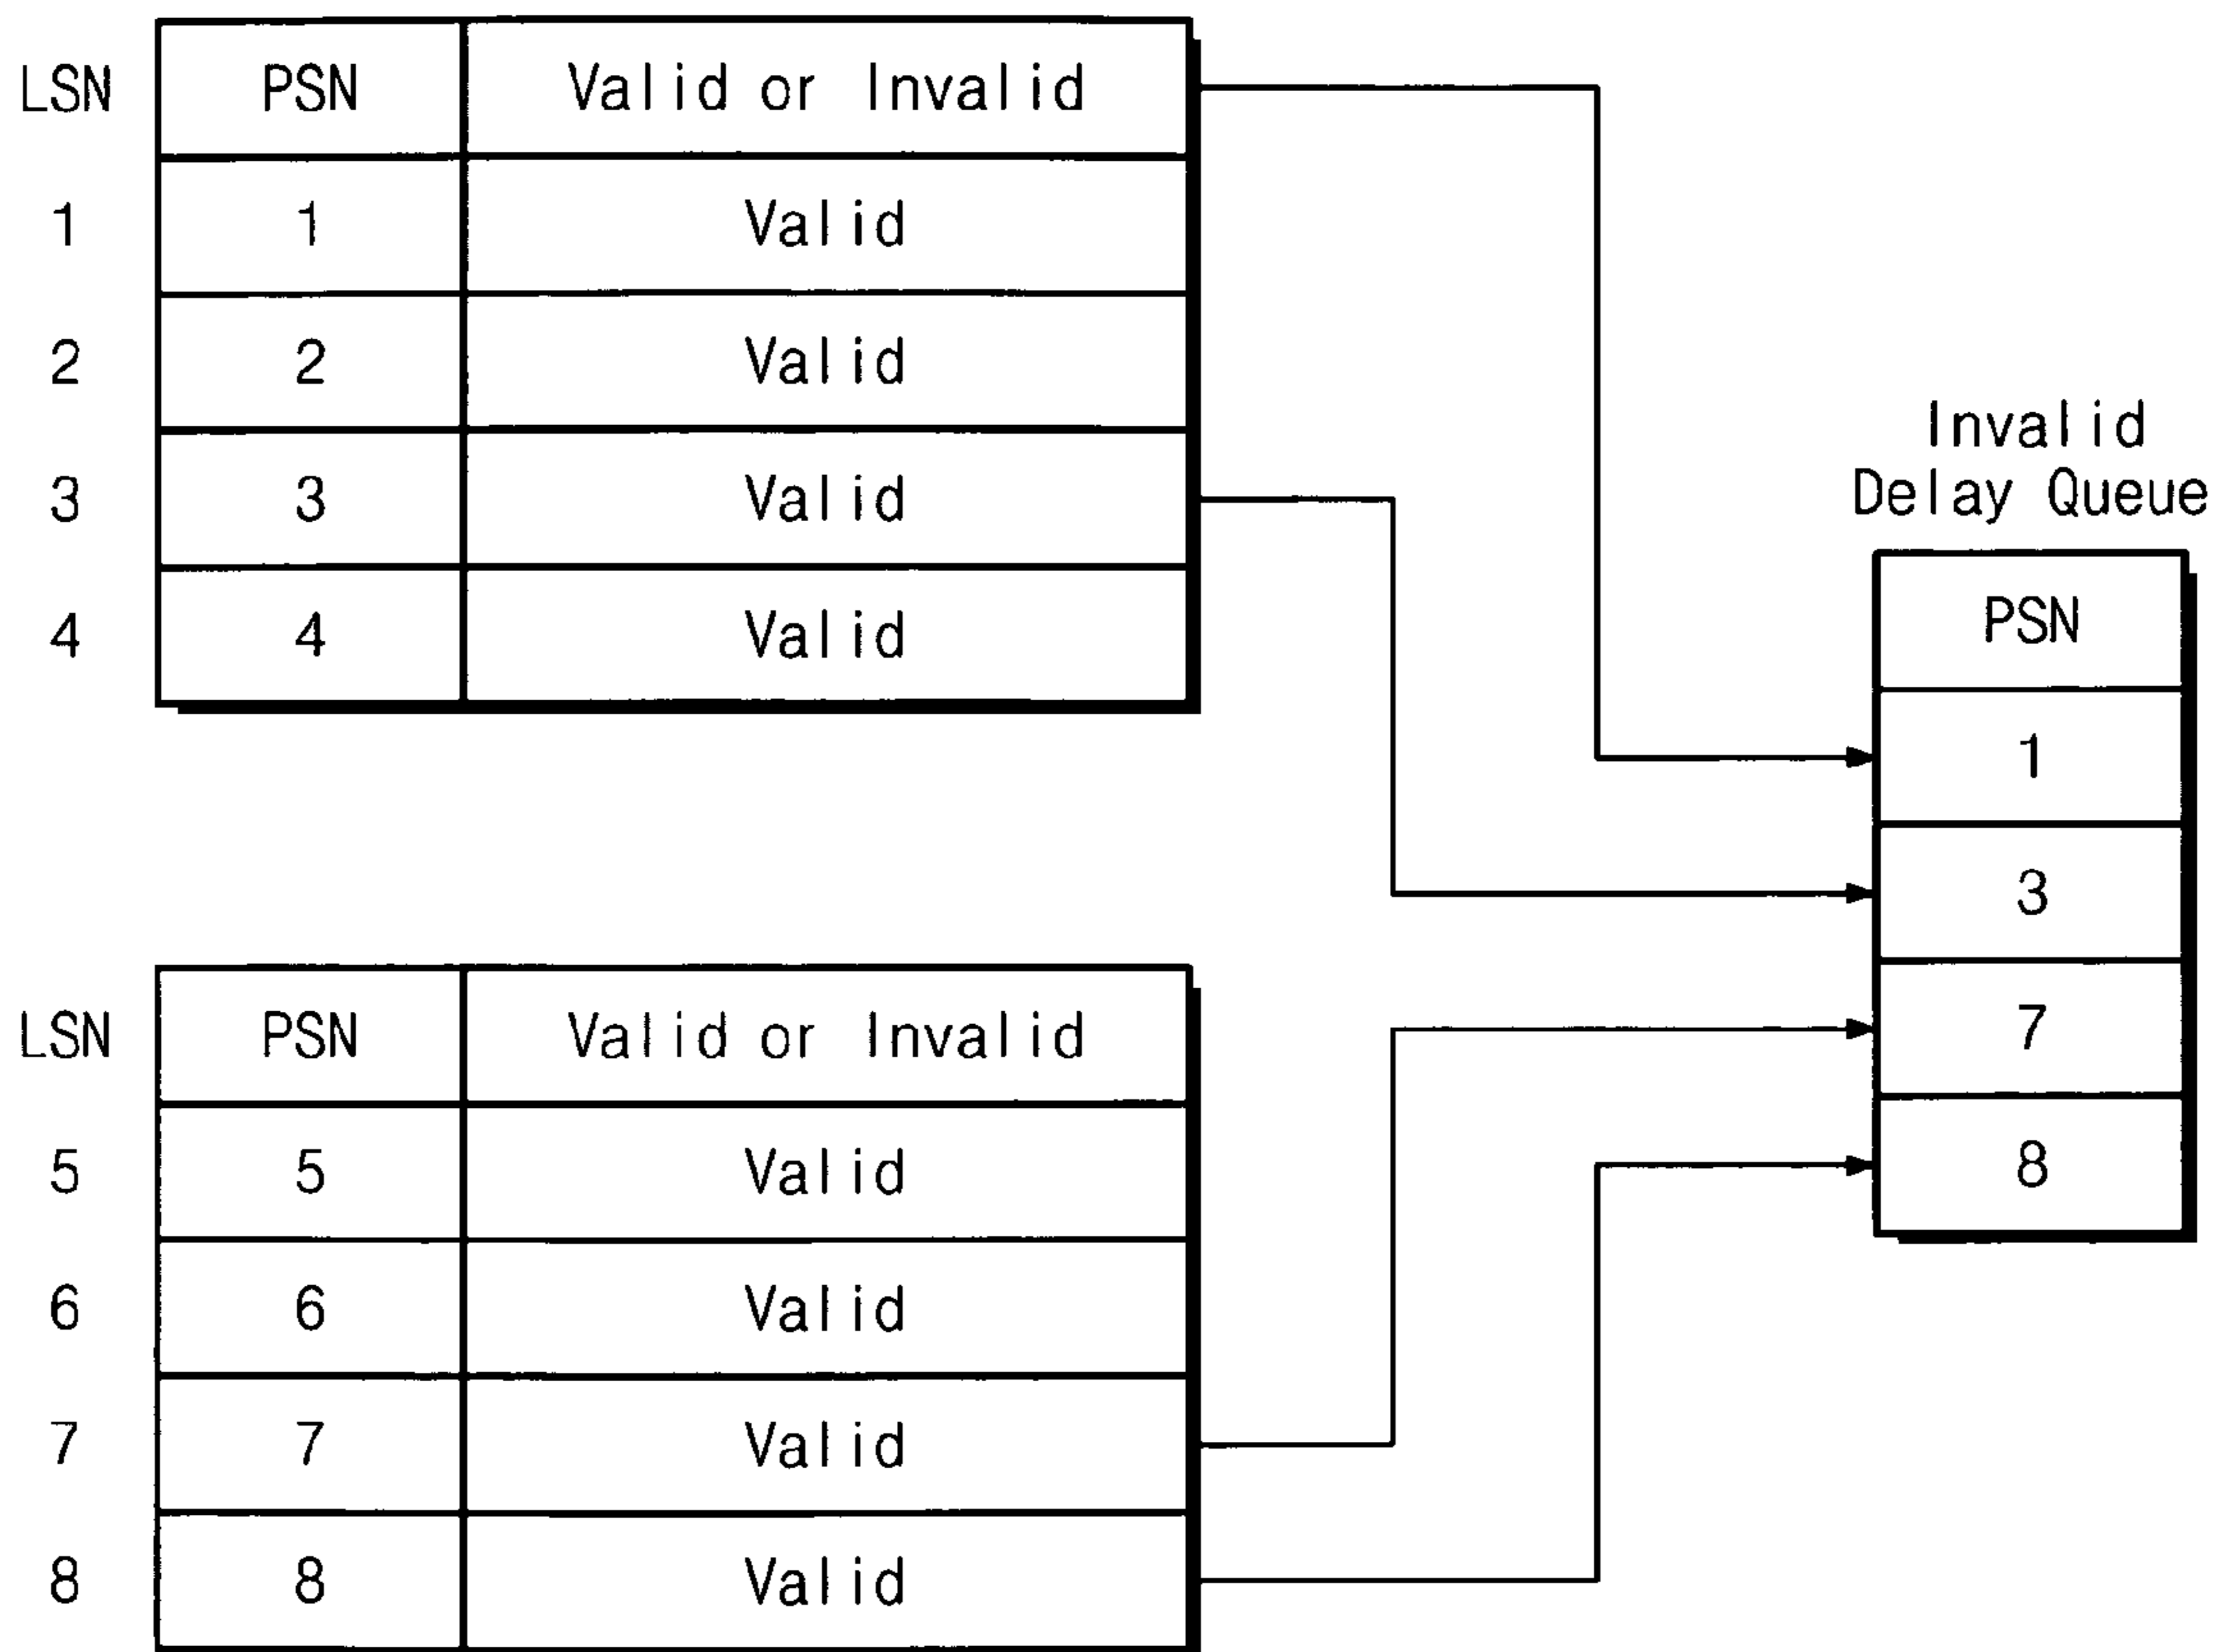 LSN PSN Valid or Invalid
1 1 Valid
2 2 Valid
3 3 Valid
4 4 Valid
LSN PSN Valid or Invalid
5 5 Valid
6 6 Valid
7 7 Valid
8 8 Valid
Invalid
Delay Queue
PSN
1
3
7
8